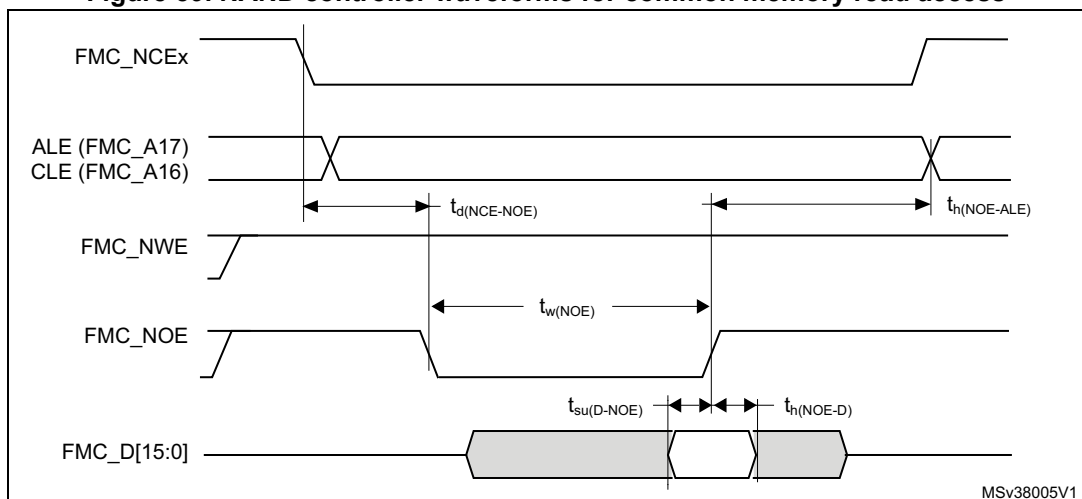 Figure 59. NAND controller waveforms for common memory read access
FMC_NCEx
ALE (FMC_A17)
CLE (FMC_A16)
td(NCE-NOE)
th(NOE-ALE)
FMC_NWE
tw(NOE)
FMC_NOE
tsu(D-NOE)
th(NOE-D)
FMC_D[15:0]
MSv38005V1